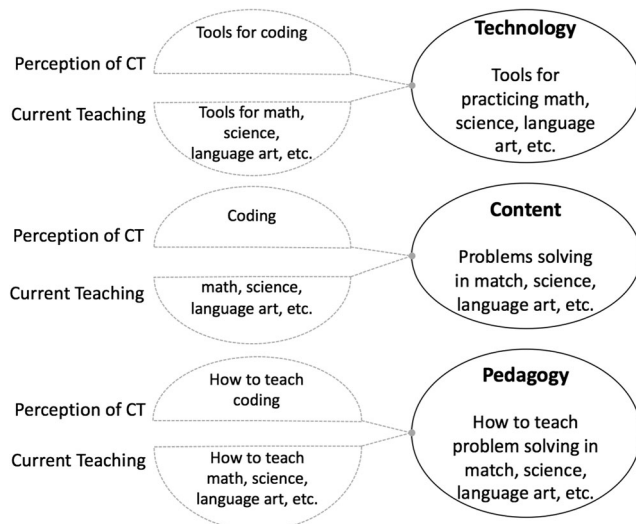 Tools for coding
Perception of CT
Current Teaching
Tools for math,
science,
language art, etc.
Technology
Tools for
practicing math,
science, language
art, etc.
Coding
Perception of CT
Current Teaching
math, science,
language art, etc.
Content
Problems solving
in match, science,
language art, etc.
How to teach
coding
Perception of CT
Current Teaching
How to teach
math, science,
language art, etc.
Pedagogy
How to teach
problem solving in
match, science,
language art, etc.